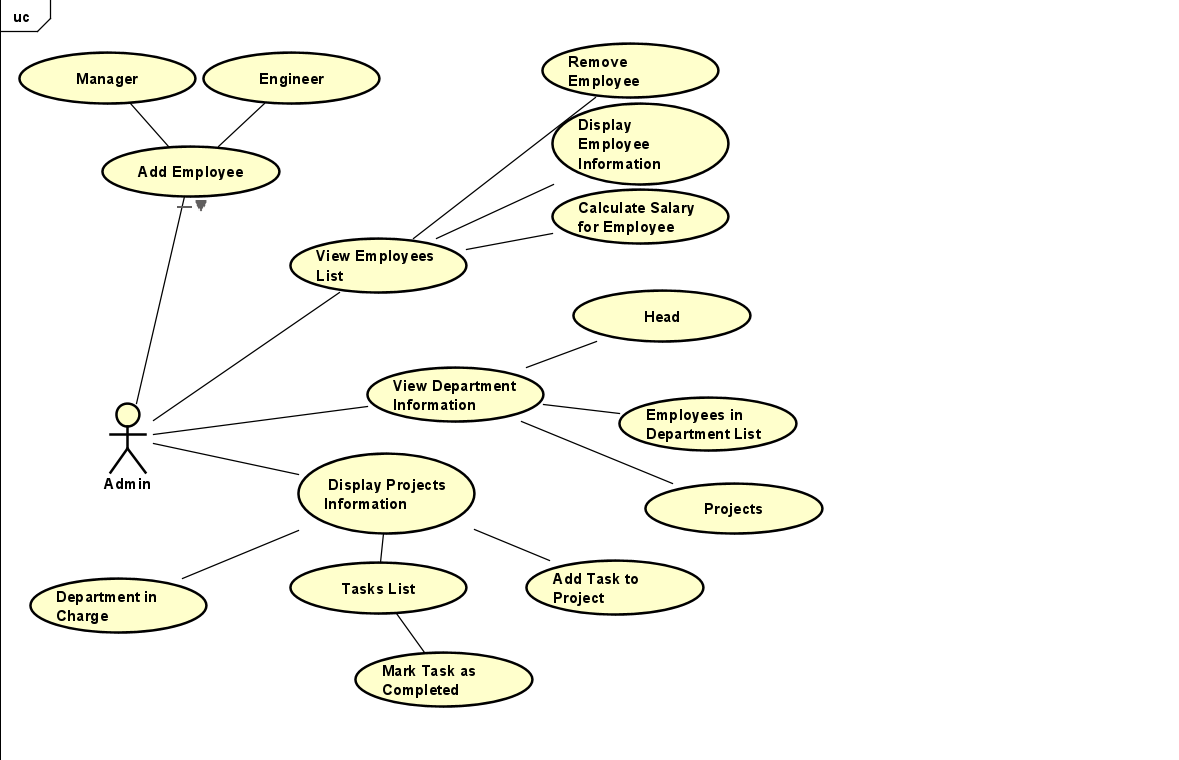 uc
Manager
Engineer
Remove
Employee
Display
Employee
Information
Add Employee
Calculate Salary
for Employee
View Employees
List
Head
View Department
Information
Employees in
Department List
Admin
Display Projects
Information
Projects
Department in
Charge
Tasks List
Add Task to
Project
Mark Task as
Completed